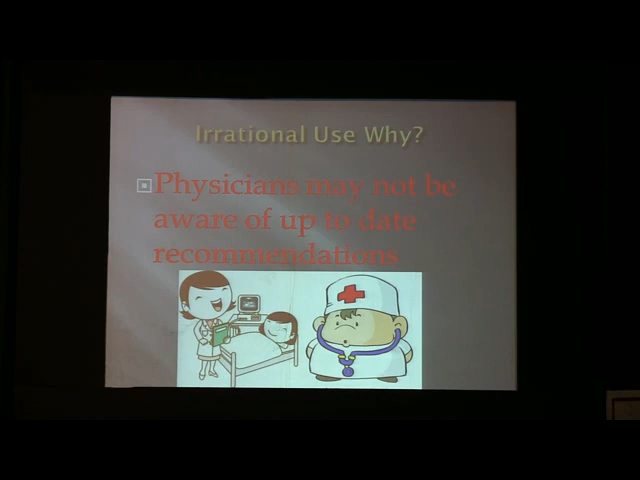 Irrational Use Why?
Physicians may not be
aware of up to date
recommendations